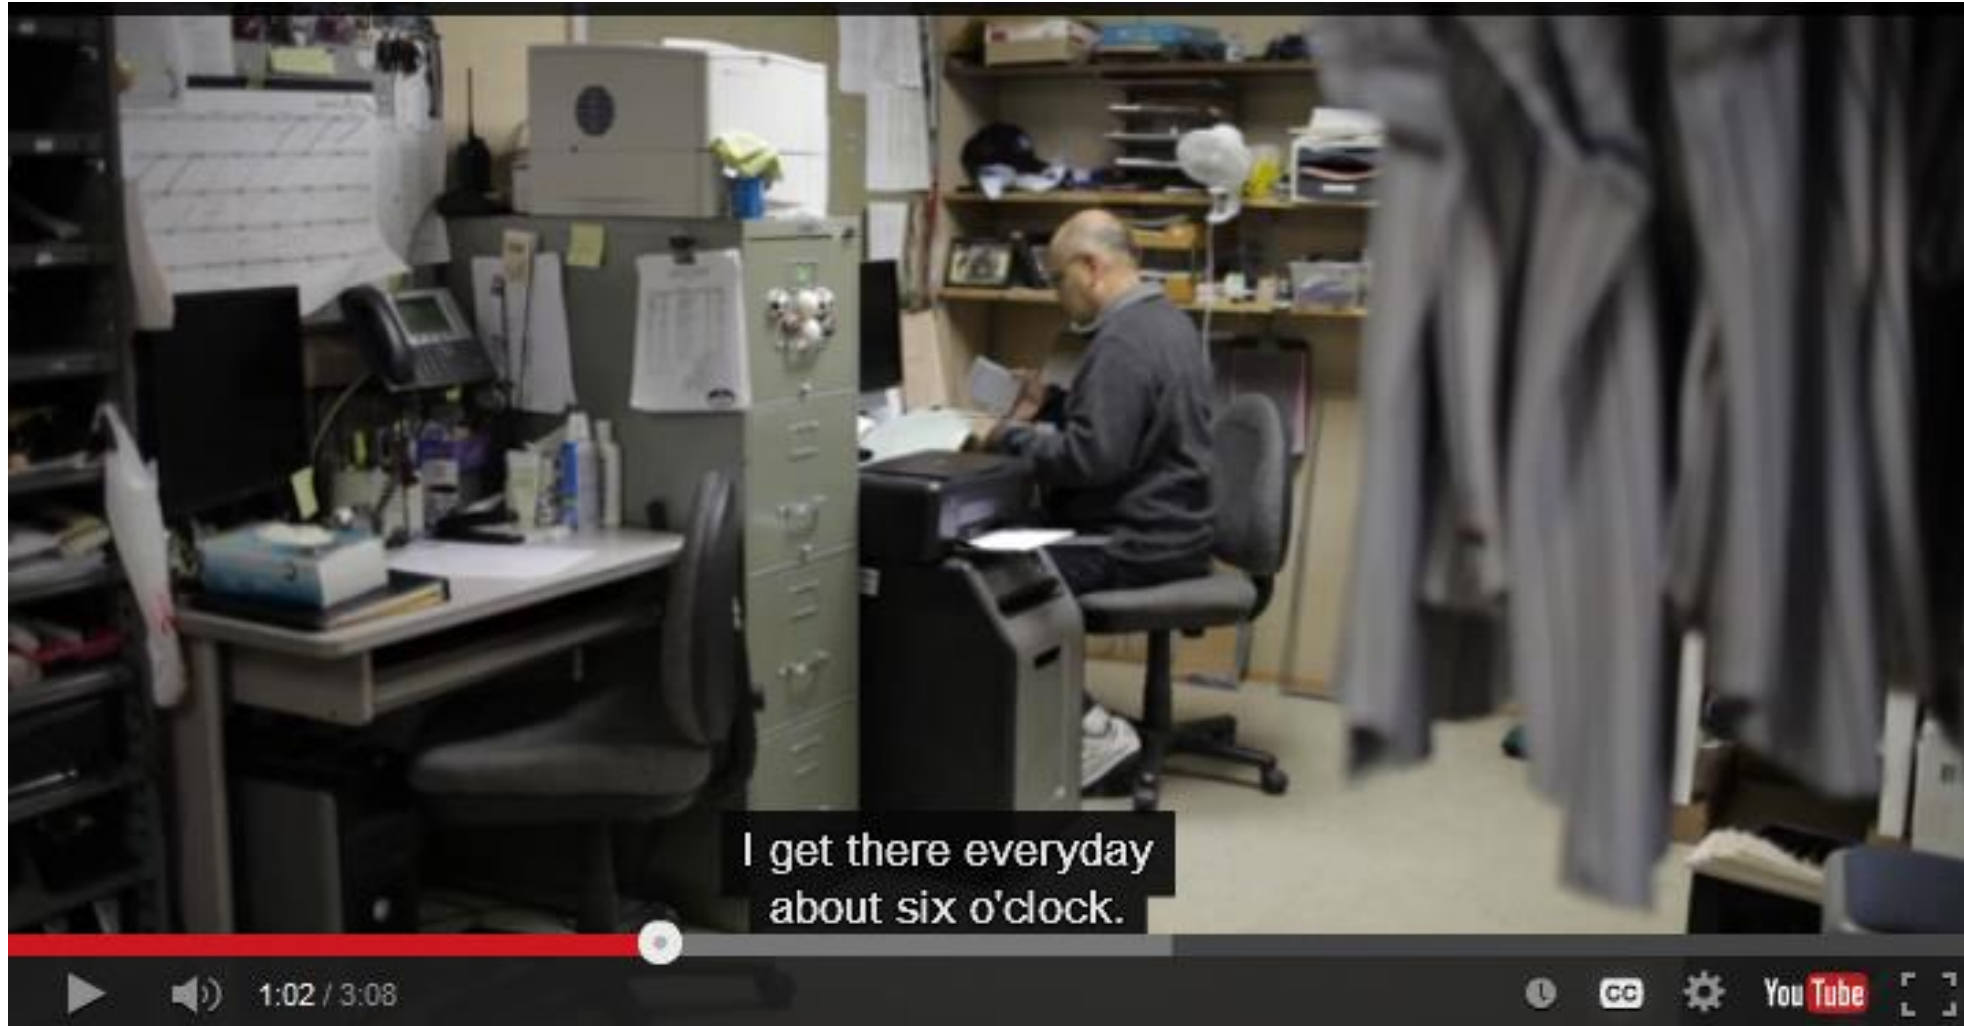 I get there everyday
about six o'clock.
1:02 / 3:08
CC
YouTube